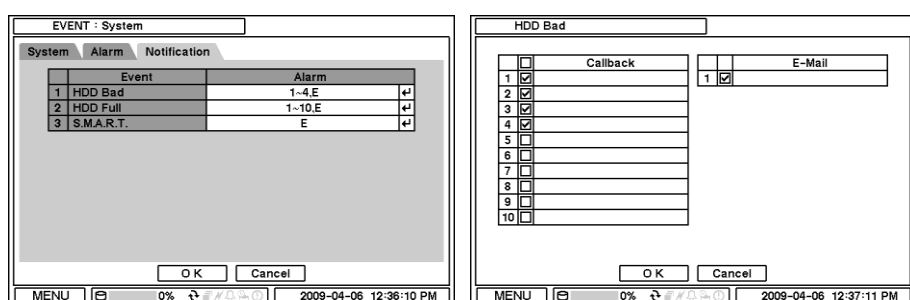 EVENT : System
System Alarm Notification
Event Alarm
1 HDD Bad 1~4,E
2 HDD Full 1~10,E
3 S.M.A.R.T. E
O K Cancel
MENU 0% 2009-04-06 12:36:10 PM
HDD Bad
Callback
1
2
3
4
5
6
7
8
9
10
E-Mail
1
O K Cancel
MENU 0% 2009-04-06 12:37:11 PM